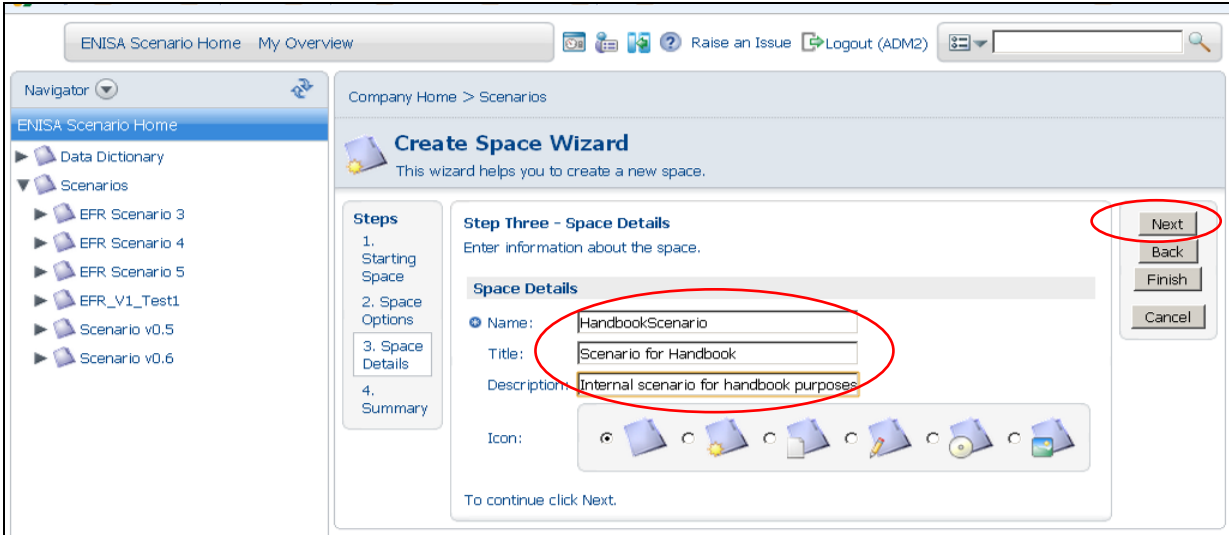 ENISA Scenario Home My Overview
Raise an Issue Logout (ADM2)
Navigator
ENISA Scenario Home
Data Dictionary
Scenarios
EFR Scenario 3
EFR Scenario 4
EFR Scenario 5
EFR_V1_Test1
Scenario v0.5
Scenario v0.6
Company Home > Scenarios
Create Space Wizard
This wizard helps you to create a new space.
Steps
1.
Starting
Space
2. Space
Options
3. Space
Details
4.
Summary
Step Three - Space Details
Enter information about the space.
Space Details
Name: HandbookScenario
Title: Scenario for Handbook
Description: Internal scenario for handbook purposes
Icon:
To continue click Next.
Next
Back
Finish
Cancel